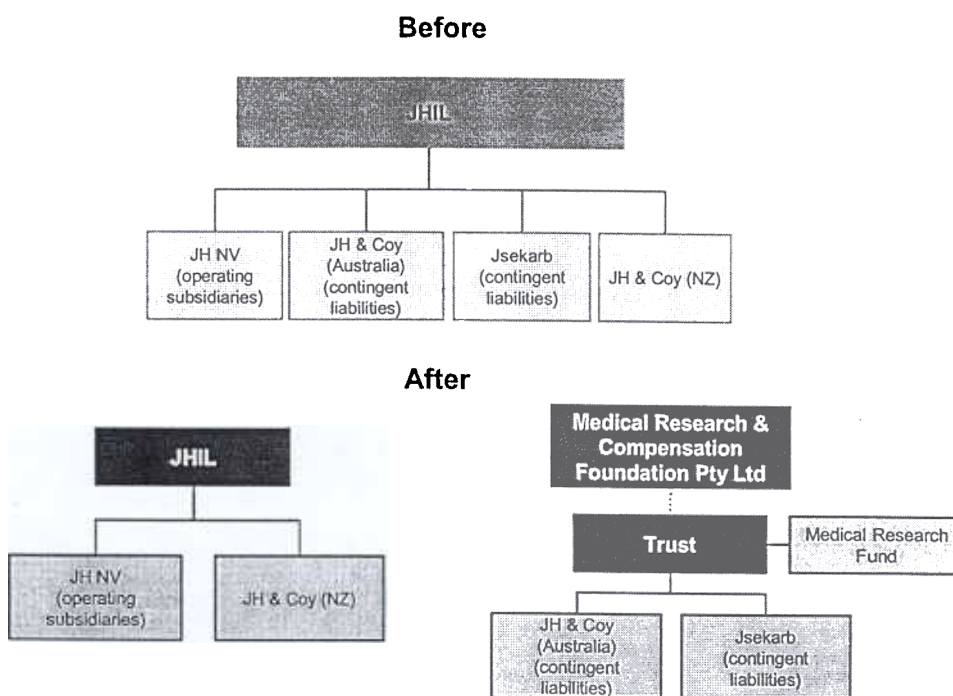 Before
JHIL
JH NV
(operating
subsidiaries)
JH & Coy
(Australia)
(contingent
liabilities)
Jsekarb
(contingent
liabilities)
JH & Coy (NZ)
After
JHIL
JH NV
(operating
subsidiaries)
JH & Coy (NZ)
Medical Research &
Compensation
Foundation Pty Ltd
Trust
Medical Research
Fund
JH & Coy
(Australia)
(contingent
liabilities)
Jsekarb
(contingent
liabilities)